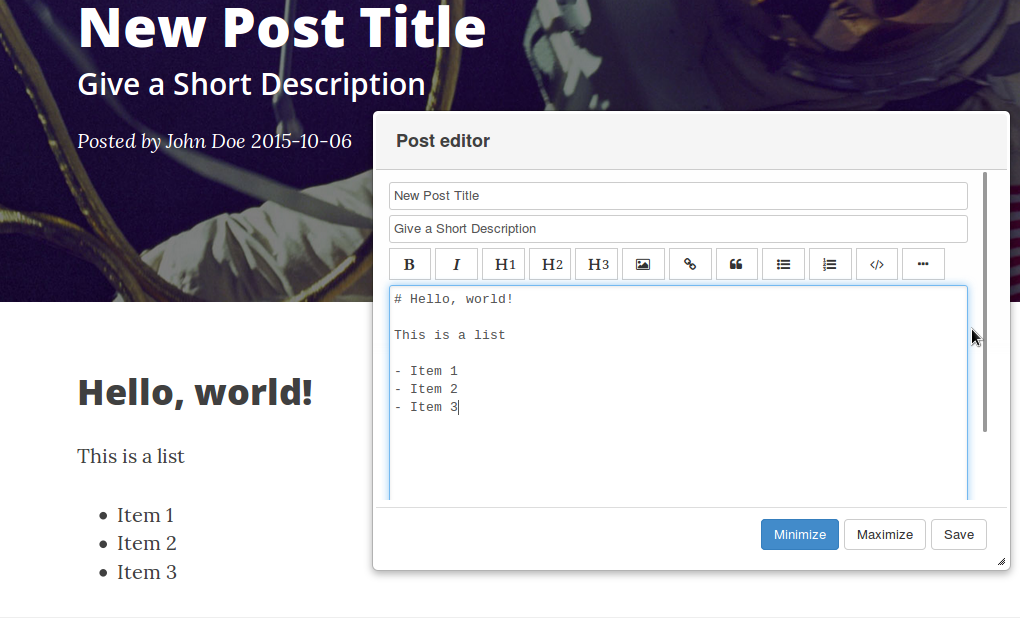 New Post Title
Give a Short Description
Posted by John Doe 2015-10-06
Hello, world!
This is a list
Item 1
Item 2
Item 3
Post editor
New Post Title
Give a Short Description
B I H1 H2 H3 </>
# Hello, world!
This is a list
- Item 1
- Item 2
- Item 3
Minimize Maximize Save